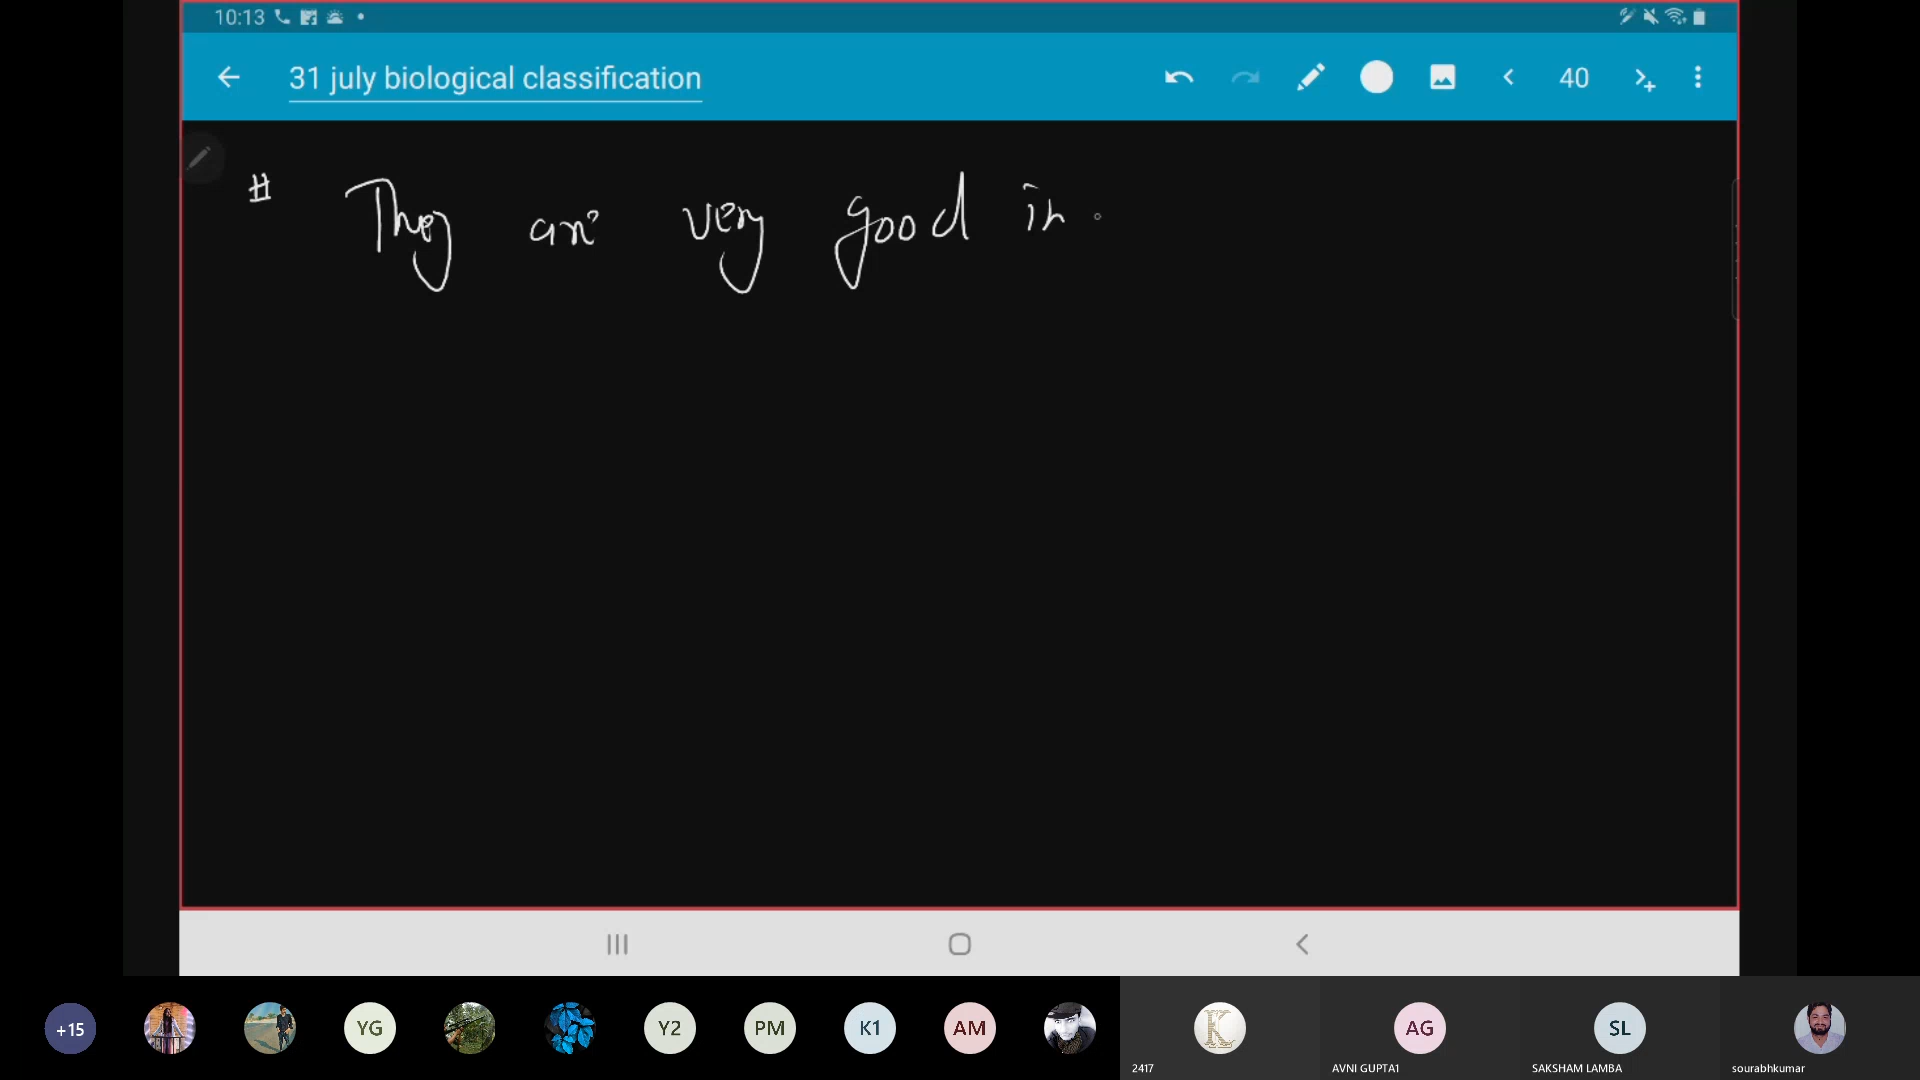 10:13
31 july biological classification
40
# They are very good in
+15
YG
Y2
PM
K1
AM
K
2417
AG
AVNI GUPTA1
SL
SAKSHAM LAMBA
sourabhkumar